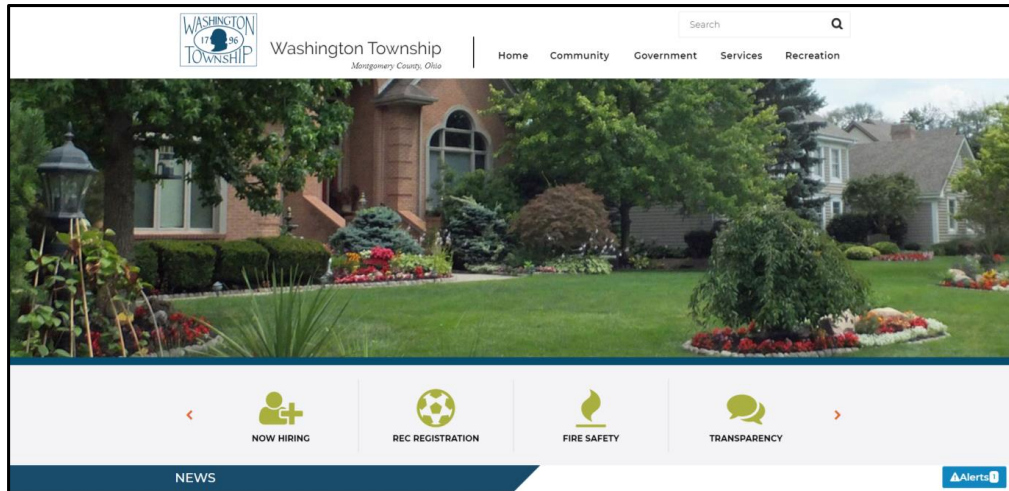 WASHINGTON
17 96
TOWNSHIP
Washington Township
Montgomery County, Ohio
Search
Home Community Government Services Recreation
NOW HIRING REC REGISTRATION FIRE SAFETY TRANSPARENCY
NEWS
Alerts 1